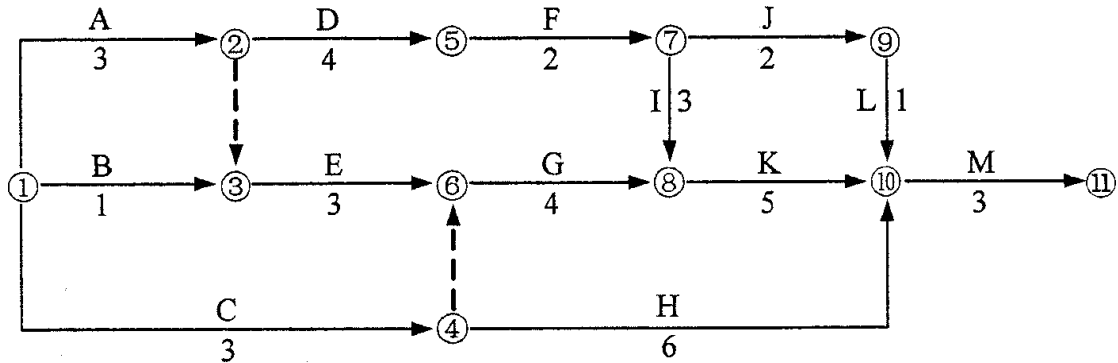 A D F J
① ② ⑤ ⑦ ⑨
3 4 2 2
I 3 L 1
B E G K M
① ③ ⑥ ⑧ ⑩ ⑪
1 3 4 5 3
C H
④
3 6